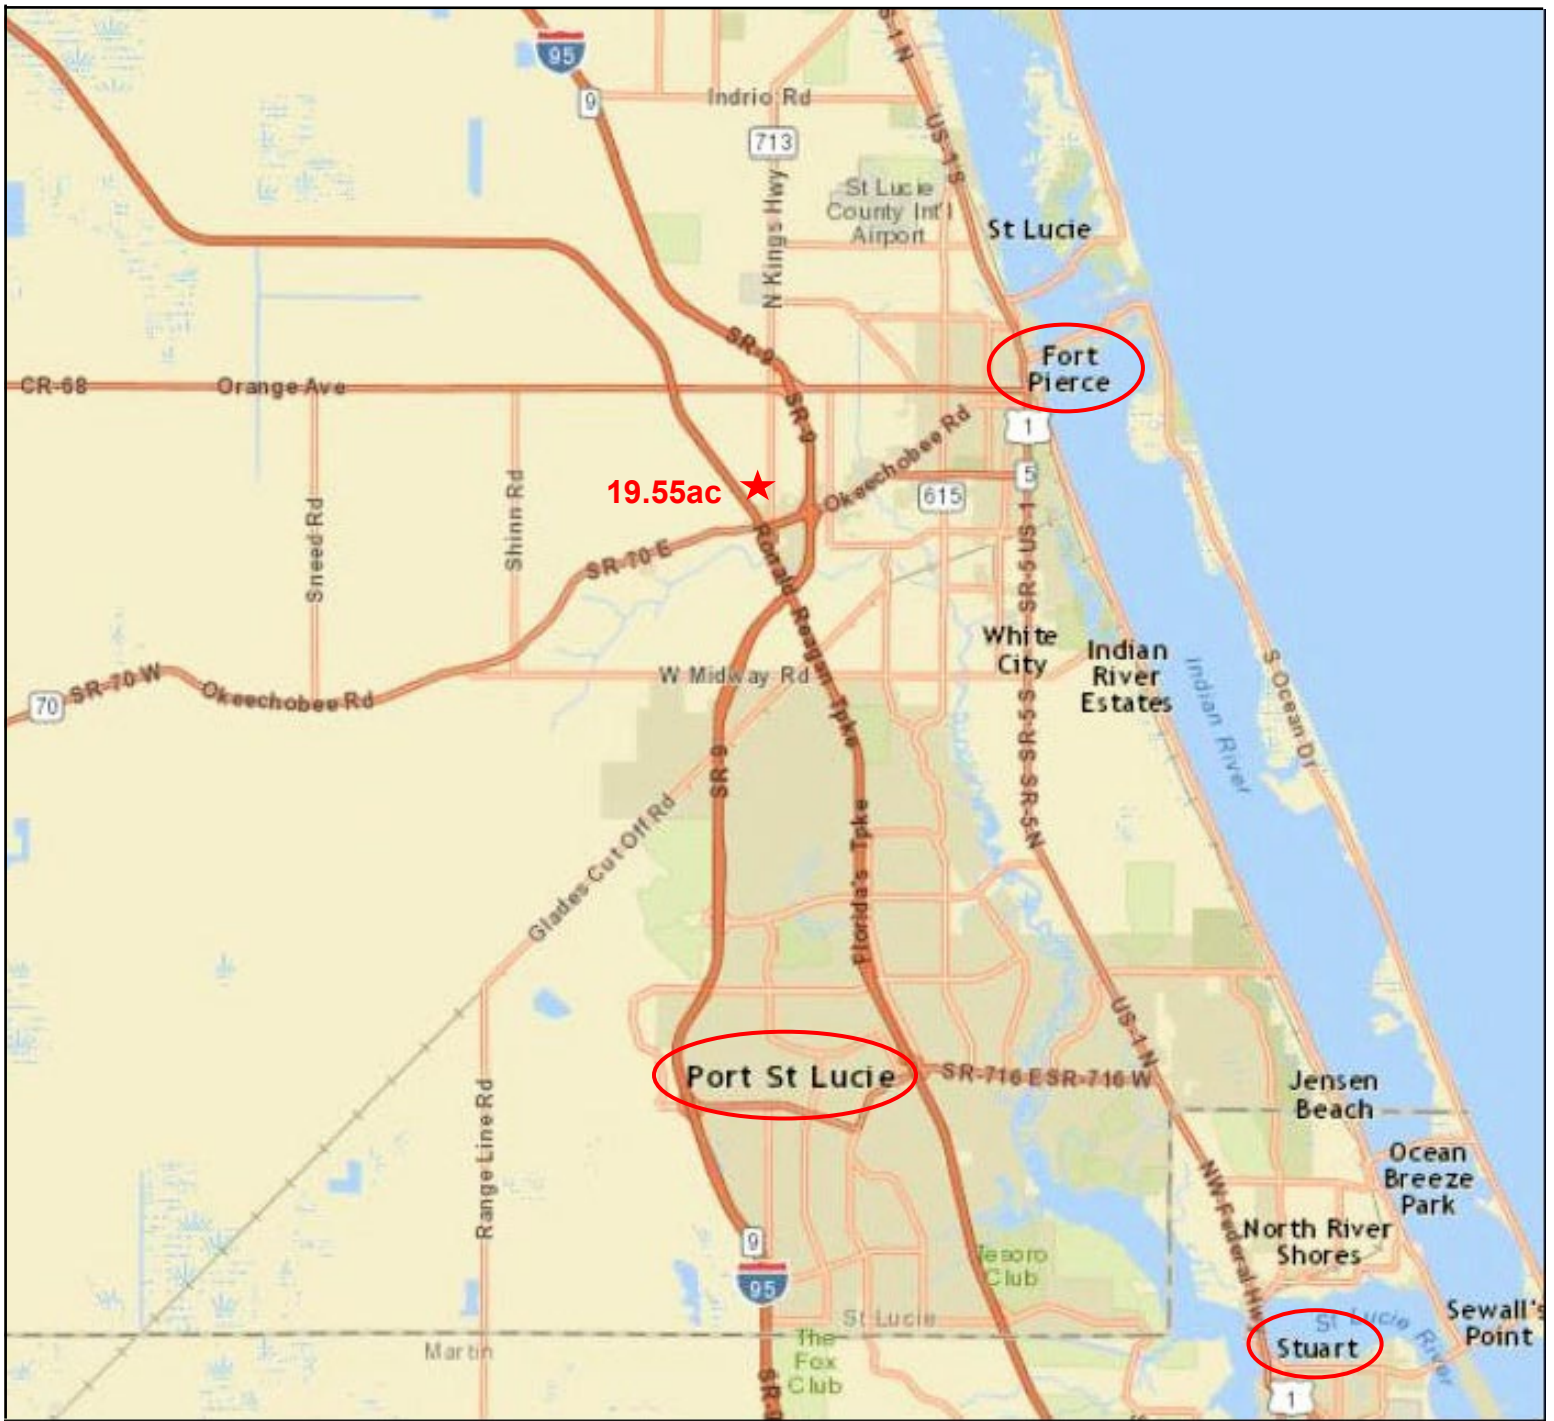 S-1 N
95
9
Indrio Rd
713
US-1 S
N Kings Hwy
St Lucie
County Int'l
Airport
St Lucie
SR-9
Fort
Pierce
CR-68
Orange Ave
SR-9
1
Okeechobee Rd
5
615
19.55ac
Sneed Rd
Shinn Rd
SR-70 E
Ronald Reagan Tpke
SR-5 US-1
White
City
Indian
River
Estates
Indian River
S Ocean Dr
W Midway Rd
70
SR-70 W
Okeechobee Rd
SR-9
SR-5 S
SR-5 N
Glades Cut Off Rd
Florida's Tpke
US-1 N
Port St Lucie
SR-716 E
SR-716 W
Jensen
Beach
Range Line Rd
Ocean
Breeze
Park
NW Federal Hwy
North River
Shores
9
95
Tesoro
Club
St Lucie
Martin
The
Fox
Club
St Lucie River
Stuart
Sewall's
Point
1